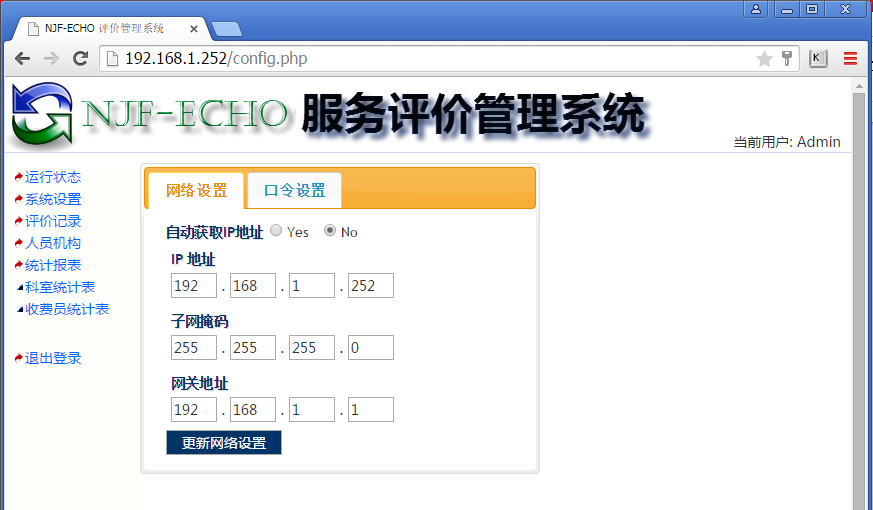 NJF-ECHO 评价管理系统
192.168.1.252/config.php
K
NJF-ECHO 服务评价管理系统
当前用户: Admin
运行状态
系统设置
评价记录
人员机构
统计报表
科室统计表
收费员统计表
退出登录
网络设置 口令设置
自动获取IP地址 Yes No
IP 地址
192 . 168 . 1 . 252
子网掩码
255 . 255 . 255 . 0
网关地址
192 . 168 . 1 . 1
更新网络设置